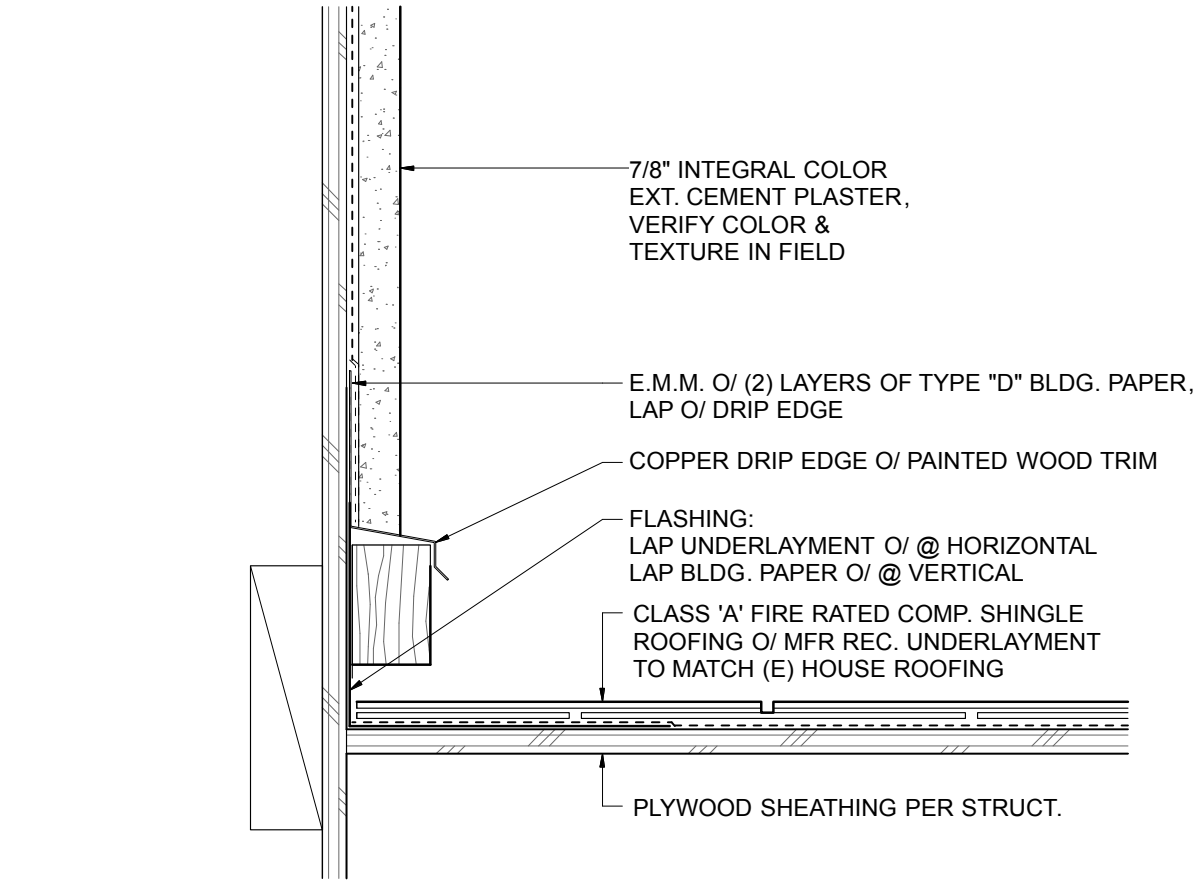 7/8" INTEGRAL COLOR
EXT. CEMENT PLASTER,
VERIFY COLOR &
TEXTURE IN FIELD
E.M.M. O/ (2) LAYERS OF TYPE "D" BLDG. PAPER,
LAP O/ DRIP EDGE
COPPER DRIP EDGE O/ PAINTED WOOD TRIM
FLASHING:
LAP UNDERLAYMENT O/ @ HORIZONTAL
LAP BLDG. PAPER O/ @ VERTICAL
CLASS 'A' FIRE RATED COMP. SHINGLE
ROOFING O/ MFR REC. UNDERLAYMENT
TO MATCH (E) HOUSE ROOFING
PLYWOOD SHEATHING PER STRUCT.